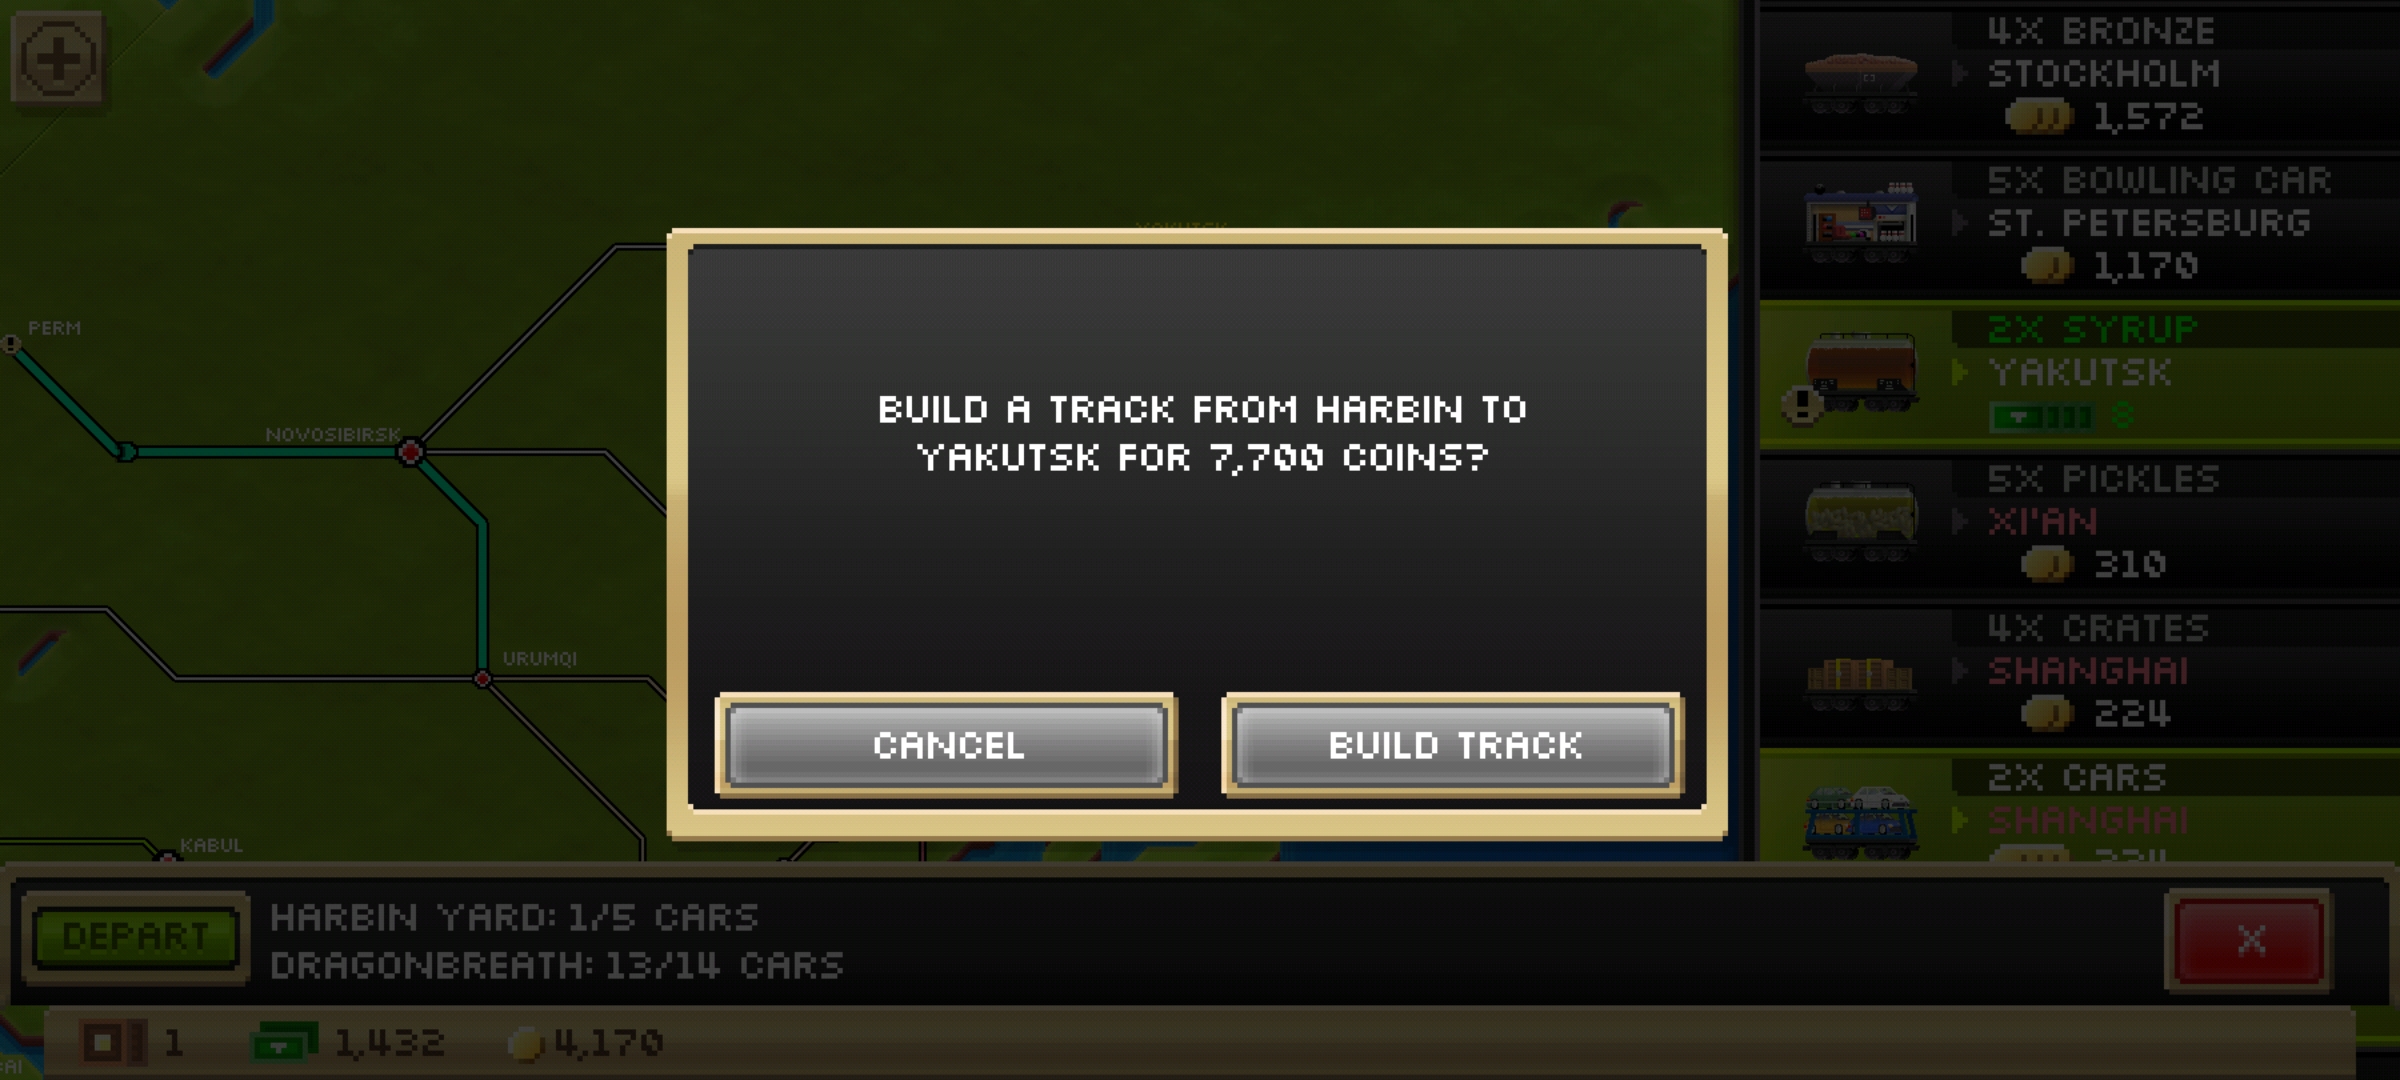 4X BRONZE
STOCKHOLM
1,572
5X BOWLING CAR
ST. PETERSBURG
1,170
YAKUTSK
2X SYRUP
YAKUTSK
8
PERM
NOVOSIBIRSK
BUILD A TRACK FROM HARBIN TO
YAKUTSK FOR 7,700 COINS?
5X PICKLES
XI'AN
310
URUMQI
4X CRATES
SHANGHAI
224
CANCEL
BUILD TRACK
2X CARS
SHANGHAI
KABUL
DEPART
HARBIN YARD: 1/5 CARS
DRAGONBREATH: 13/14 CARS
X
1
1,432
4,170